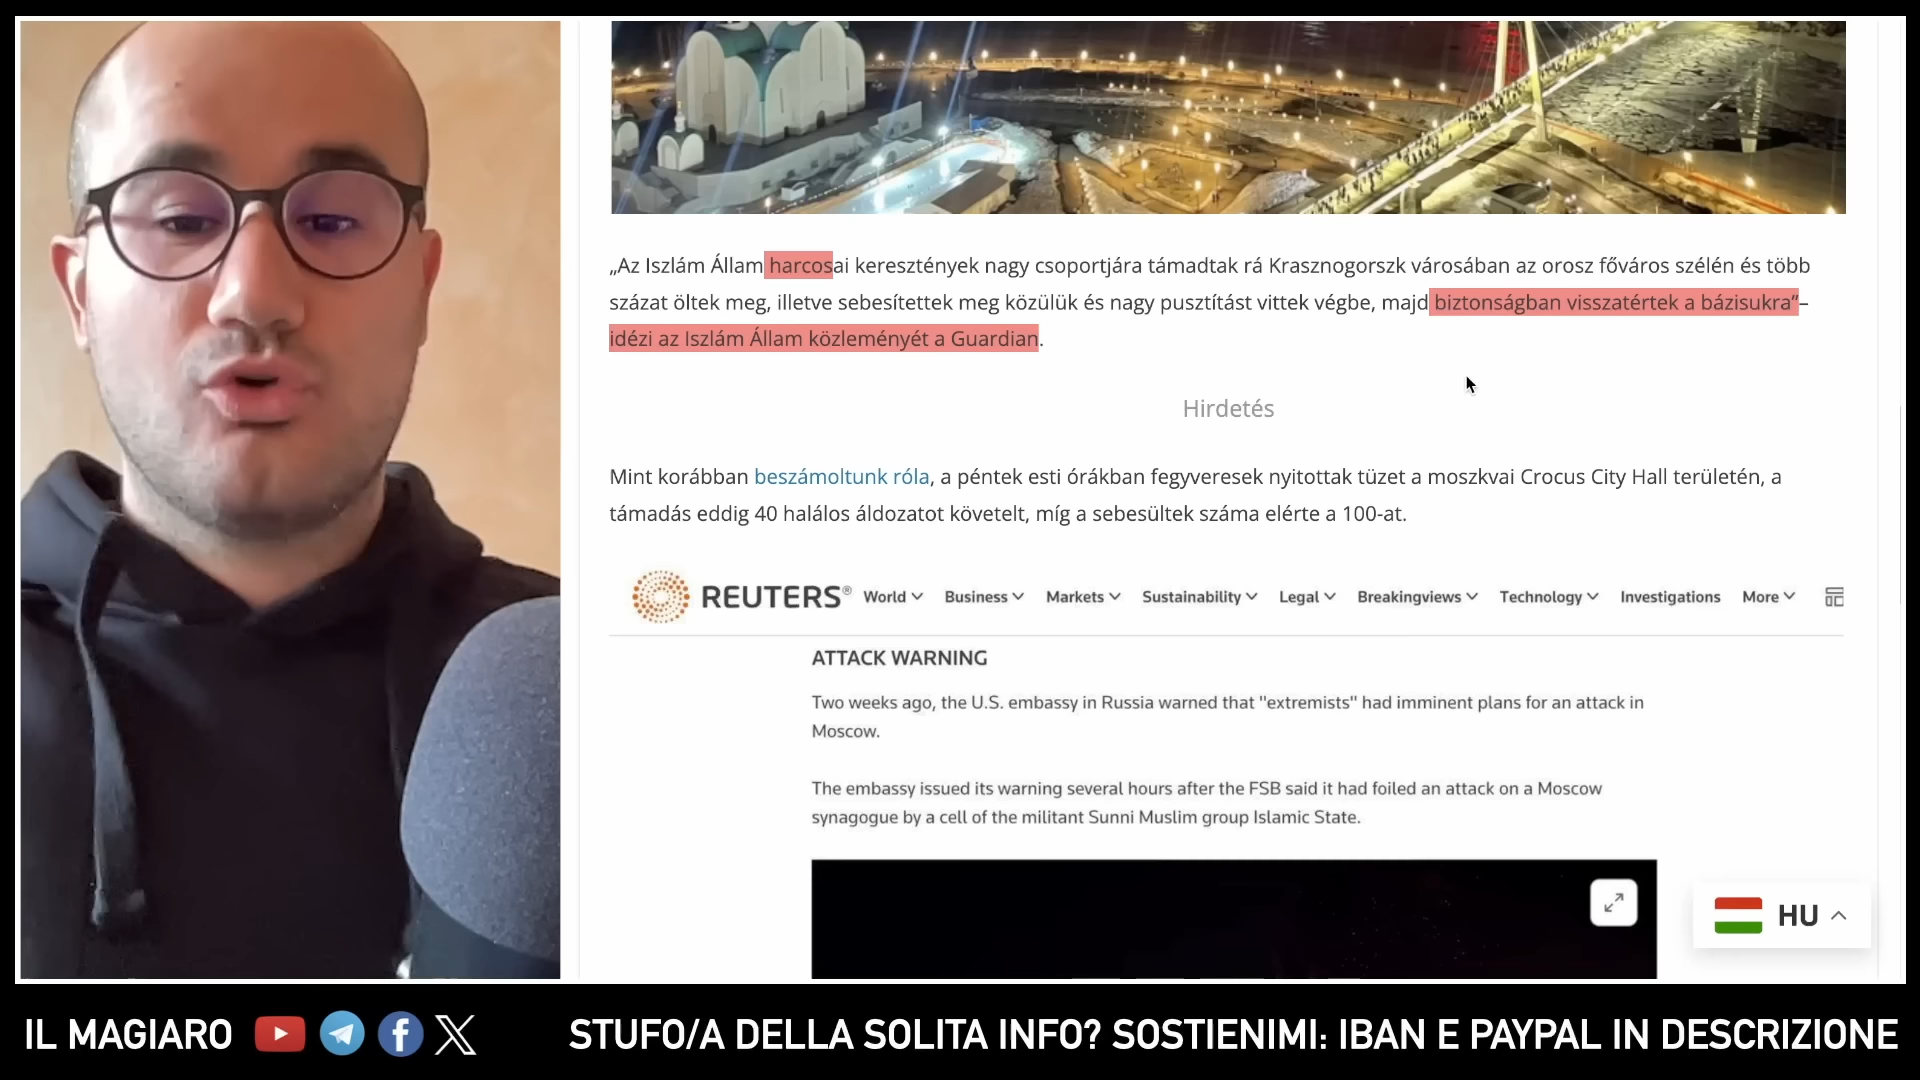 „Az Iszlám Állam harcosai keresztények nagy csoportjára támadtak rá Krasznogorszk városában az orosz főváros szélén és több
százat öltek meg, illetve sebesítettek meg közülük és nagy pusztítást vittek végbe, majd biztonságban visszatértek a bázisukra”–
idézi az Iszlám Állam közleményét a Guardian.
Hirdetés
Mint korábban beszámoltunk róla, a péntek esti órákban fegyveresek nyitottak tüzet a moszkvai Crocus City Hall területén, a
támadás eddig 40 halálos áldozatot követelt, míg a sebesültek száma elérte a 100-at.
REUTERS® World Business Markets Sustainability Legal Breakingviews Technology Investigations More
ATTACK WARNING
Two weeks ago, the U.S. embassy in Russia warned that "extremists" had imminent plans for an attack in
Moscow.
The embassy issued its warning several hours after the FSB said it had foiled an attack on a Moscow
synagogue by a cell of the militant Sunni Muslim group Islamic State.
HU
IL MAGIARO STUFO/A DELLA SOLITA INFO? SOSTIENIMI: IBAN E PAYPAL IN DESCRIZIONE